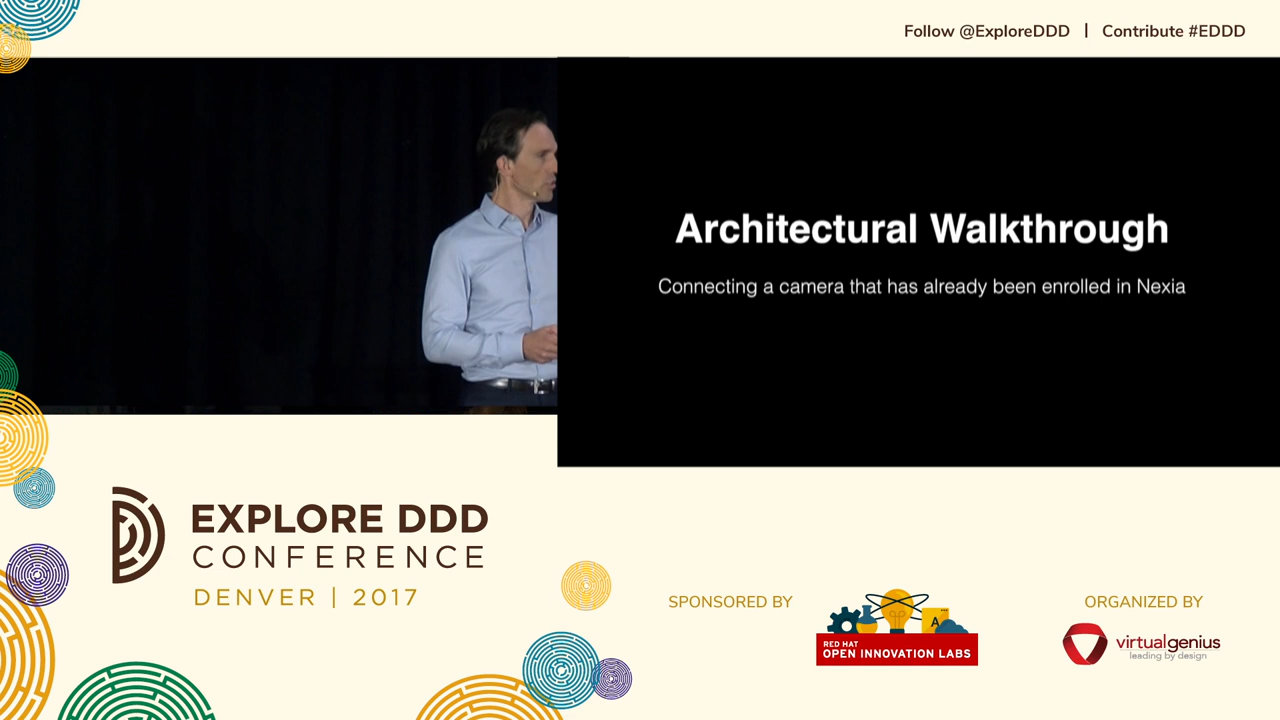 Follow @ExploreDDD | Contribute #EDDD
Architectural Walkthrough
Connecting a camera that has already been enrolled in Nexia
EXPLORE DDD
CONFERENCE
DENVER | 2017
SPONSORED BY
A
RED HAT
OPEN INNOVATION LABS
ORGANIZED BY
virtualgenius
leading by design